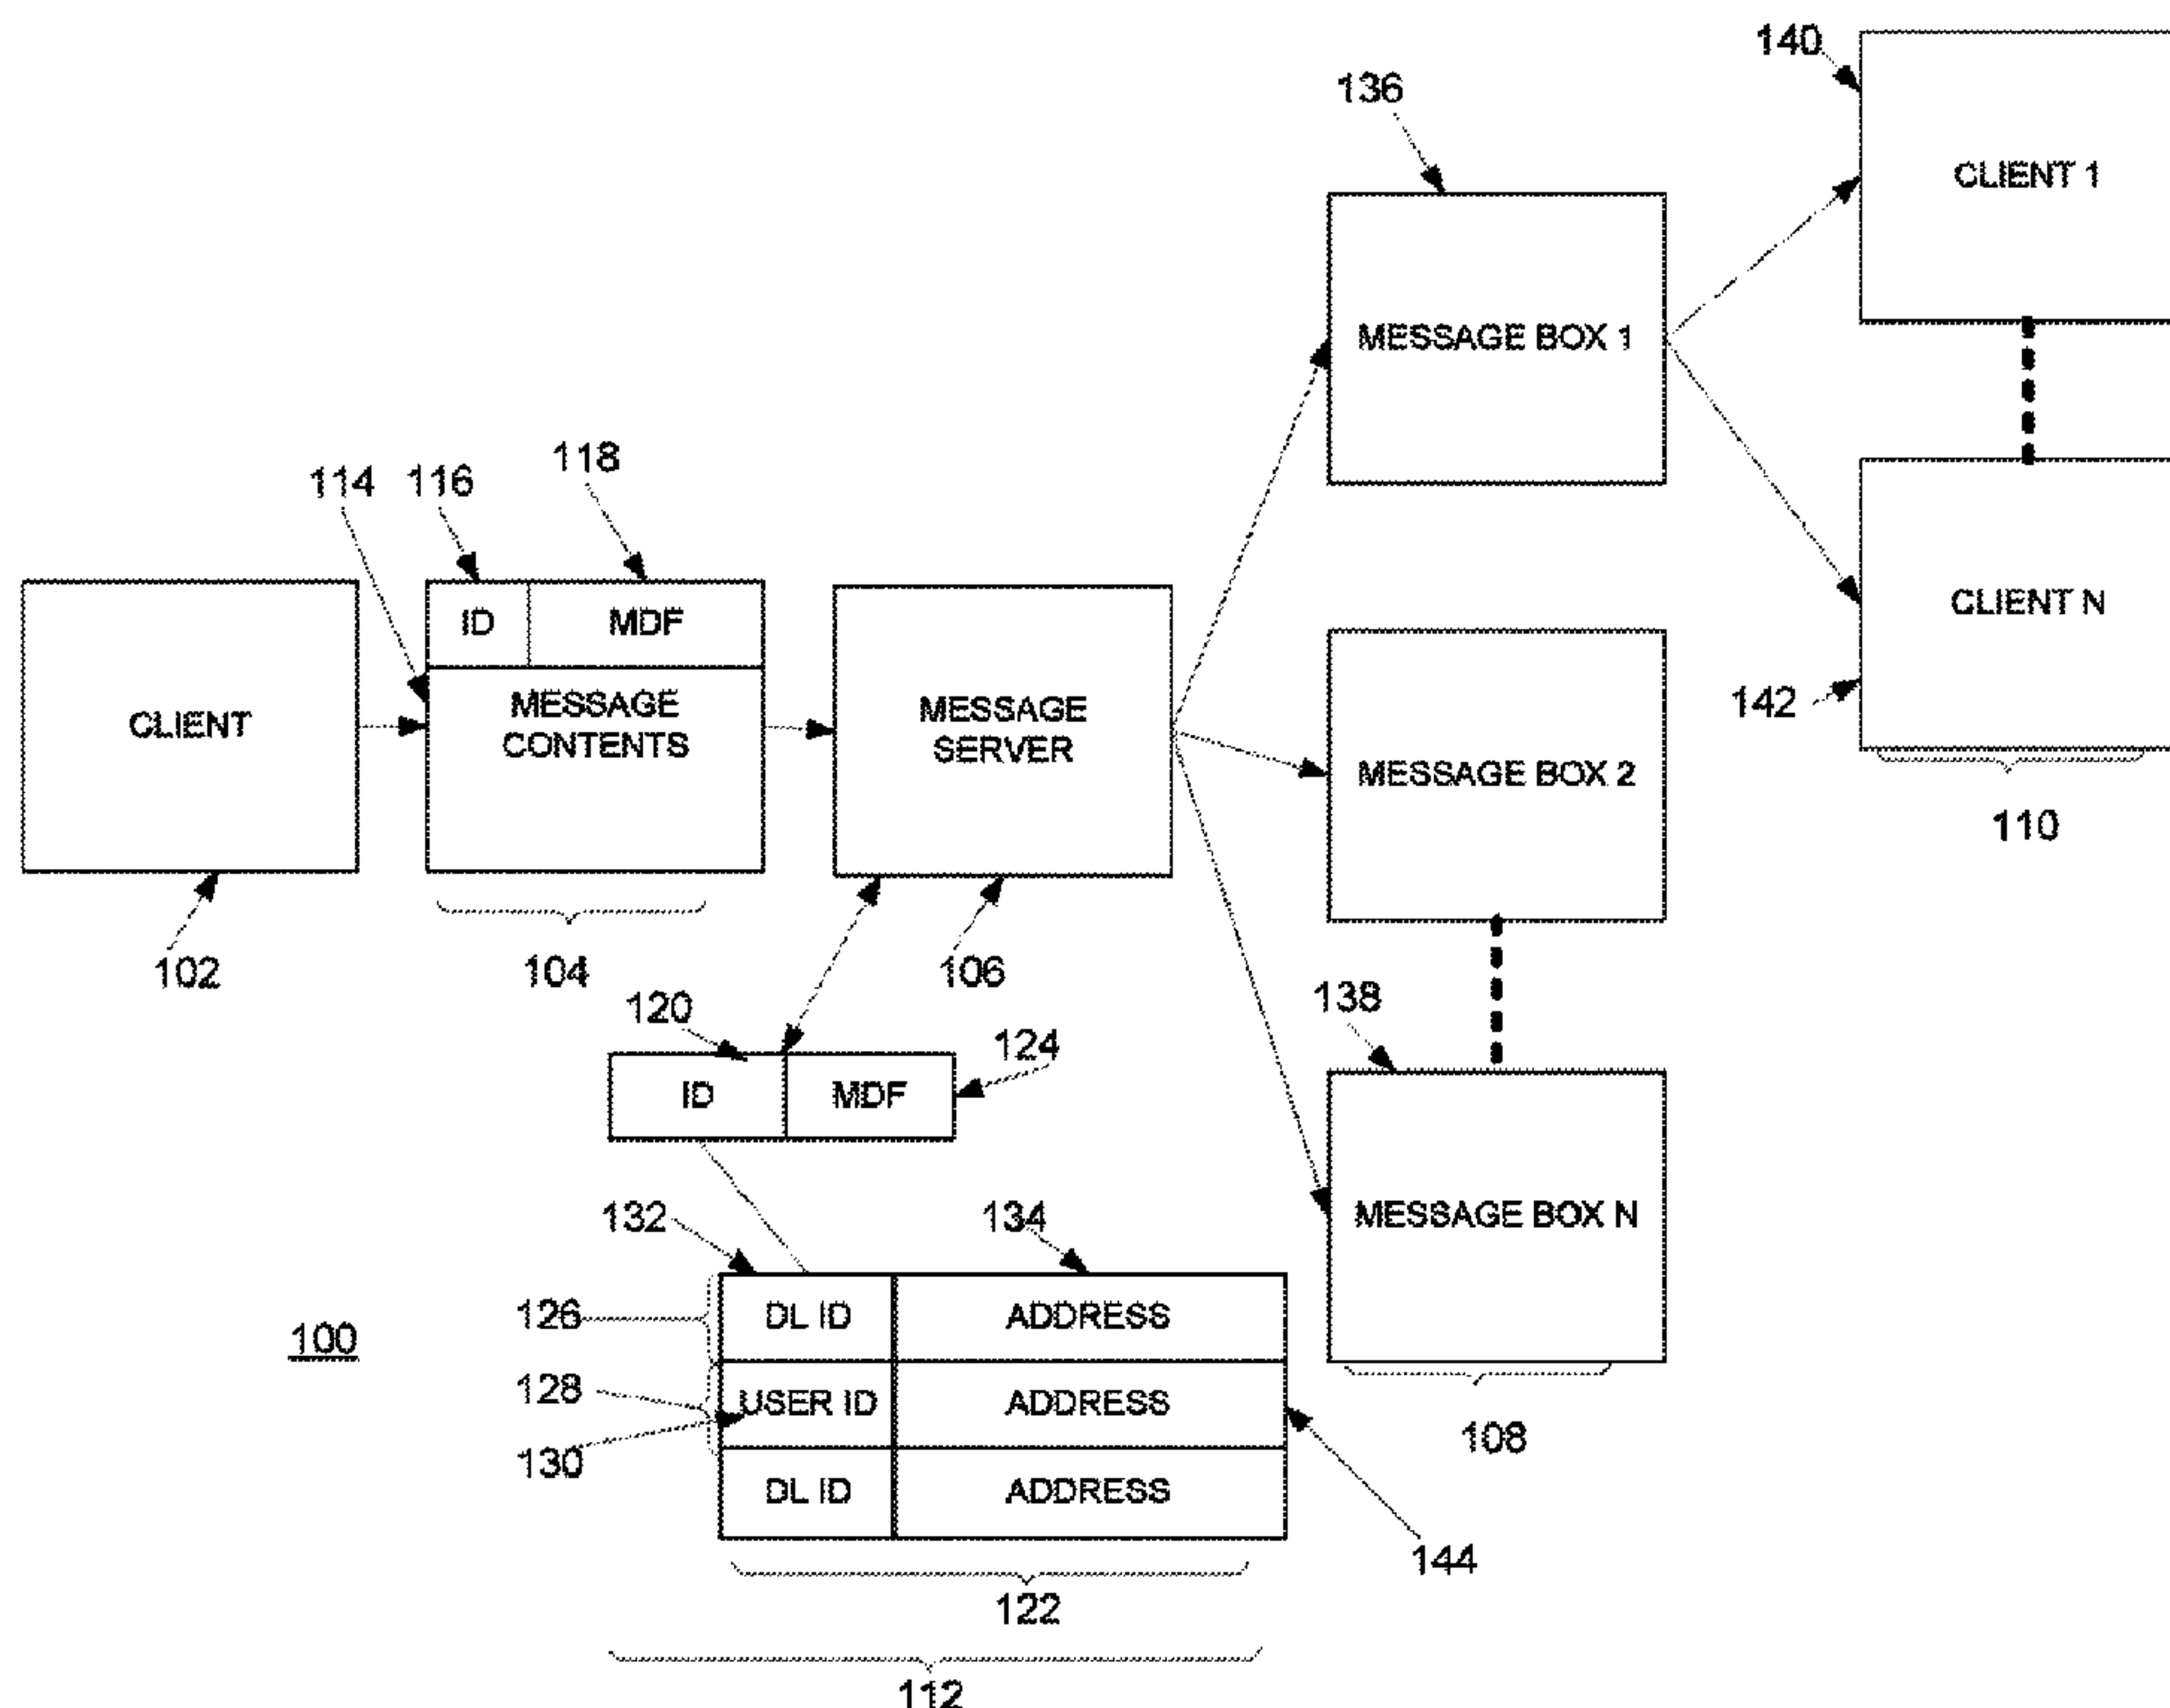 140
136
CLIENT 1
MESSAGE BOX 1
118
114
116
CLIENT N
ID
MDF
142
CLIENT
MESSAGE
CONTENTS
MESSAGE
SERVER
MESSAGE BOX 2
110
102
104
106
120
138
124
ID
MDF
132
134
MESSAGE BOX N
126
DL ID
ADDRESS
100
128
USER ID
ADDRESS
108
130
DL ID
ADDRESS
144
122
112